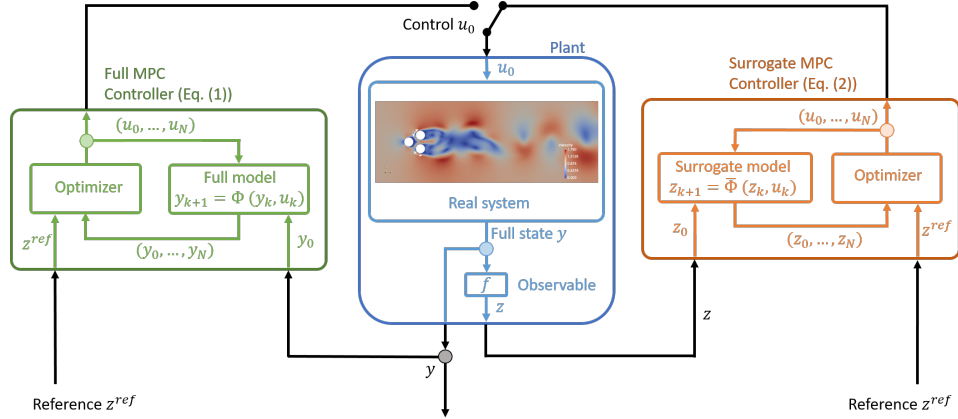 Control u₀
Full MPC
Controller (Eq. (1))
(u₀, ..., u_N)
Optimizer
Full model
y_{k+1} = Φ (y_k, u_k)
z^{ref}
(y₀, ..., y_N)
y₀
Reference z^{ref}
Plant
u₀
Real system
Full state y
f
Observable
z
y
Surrogate MPC
Controller (Eq. (2))
(u₀, ..., u_N)
Surrogate model
z_{k+1} = Φ̅ (z_k, u_k)
Optimizer
z₀
(z₀, ..., z_N)
z^{ref}
z
Reference z^{ref}